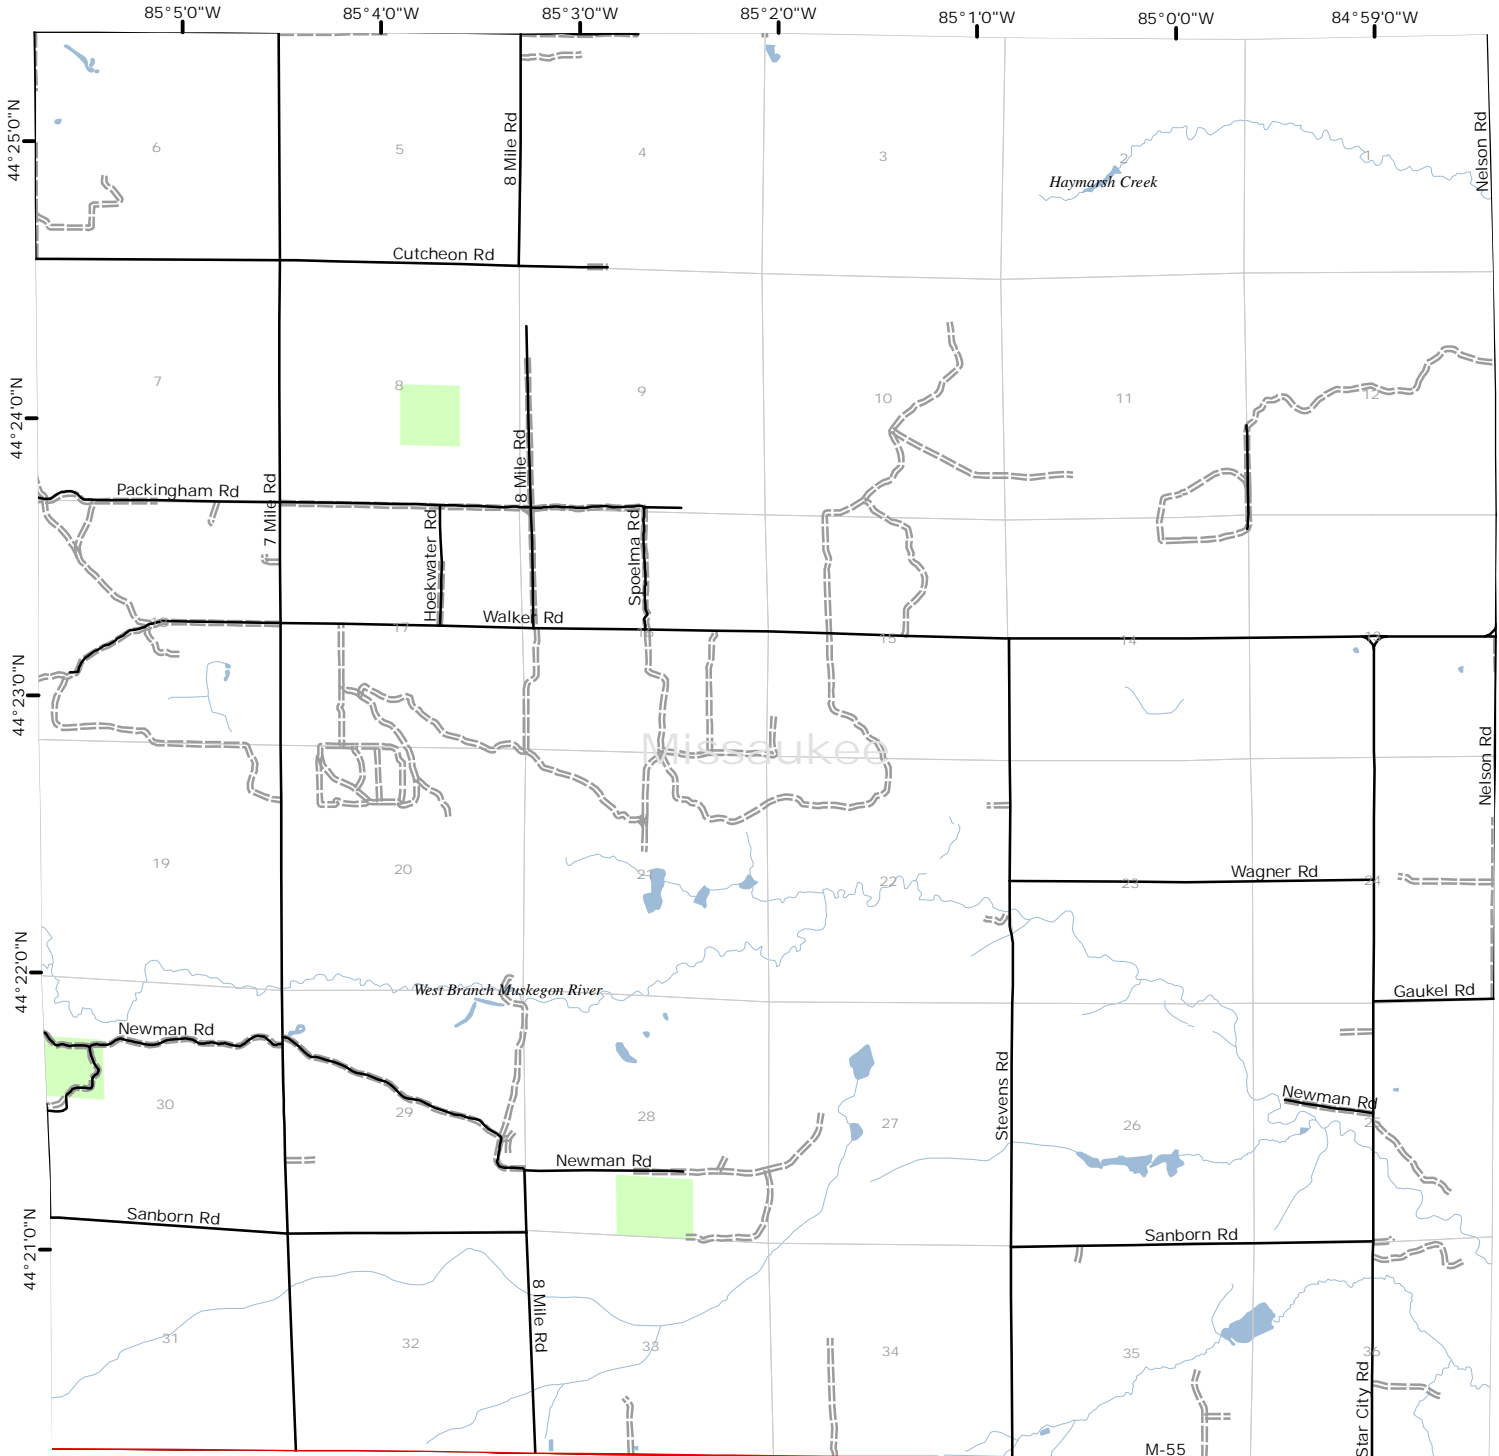 85°5'0"W
85°4'0"W
85°3'0"W
85°2'0"W
85°1'0"W
85°0'0"W
84°59'0"W
44°25'0"N
8 Mile Rd
Nelson Rd
6
5
4
3
2
1
Haymarsh Creek
Cutcheon Rd
44°24'0"N
7
8
9
10
11
12
8 Mile Rd
Packingham Rd
7 Mile Rd
Hoekwater Rd
Spoelma Rd
Walker Rd
18
17
16
15
14
13
44°23'0"N
Missaukee
Nelson Rd
19
20
21
22
23
24
Wagner Rd
44°22'0"N
West Branch Muskegon River
Gaukel Rd
Newman Rd
Stevens Rd
Newman Rd
30
29
28
27
26
25
Newman Rd
Sanborn Rd
Sanborn Rd
44°21'0"N
8 Mile Rd
31
32
33
34
35
36
Star City Rd
M-55